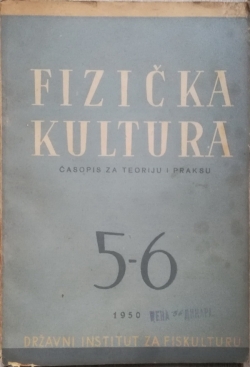 FIZIČKA
KULTURA
ČASOPIS ZA TEORIJU I PRAKSU
5-6
1950
DRŽAVNI INSTITUT ZA FISKULTURU